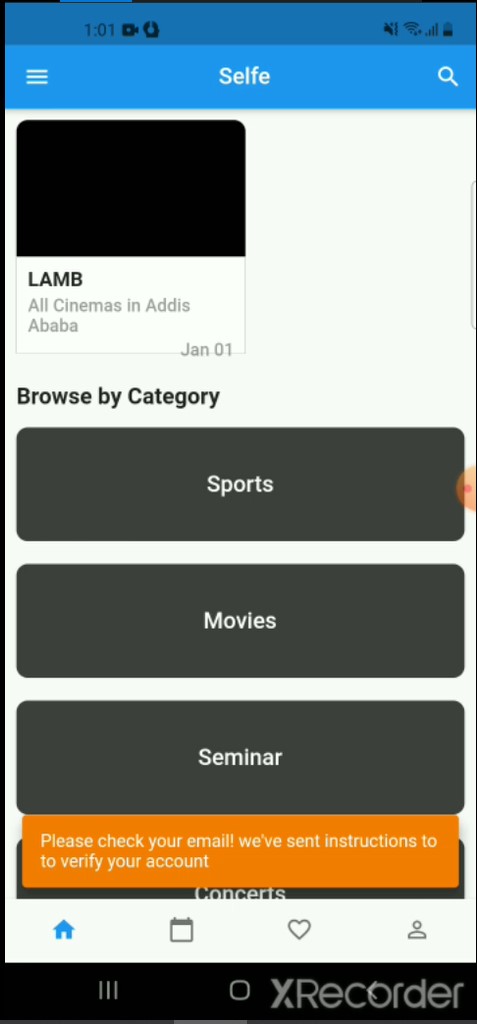 1:01
Selfe
LAMB
All Cinemas in Addis
Ababa
Jan 01
Browse by Category
Sports
Movies
Seminar
Please check your email! we've sent instructions to
to verify your account
Concerts
XRecorder